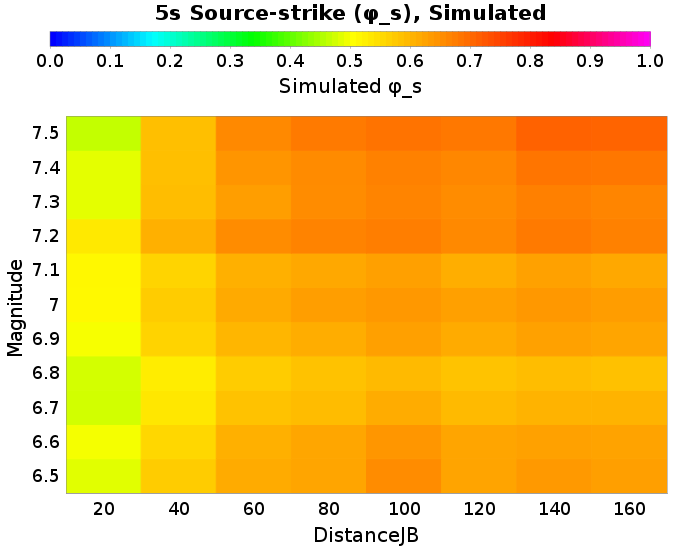 5s Source-strike (φ_s), Simulated
0.0 0.1 0.2 0.3 0.4 0.5 0.6 0.7 0.8 0.9 1.0
Simulated φ_s
7.5
7.4
7.3
7.2
7.1
7
6.9
6.8
6.7
6.6
6.5
Magnitude
20 40 60 80 100 120 140 160
DistanceJB